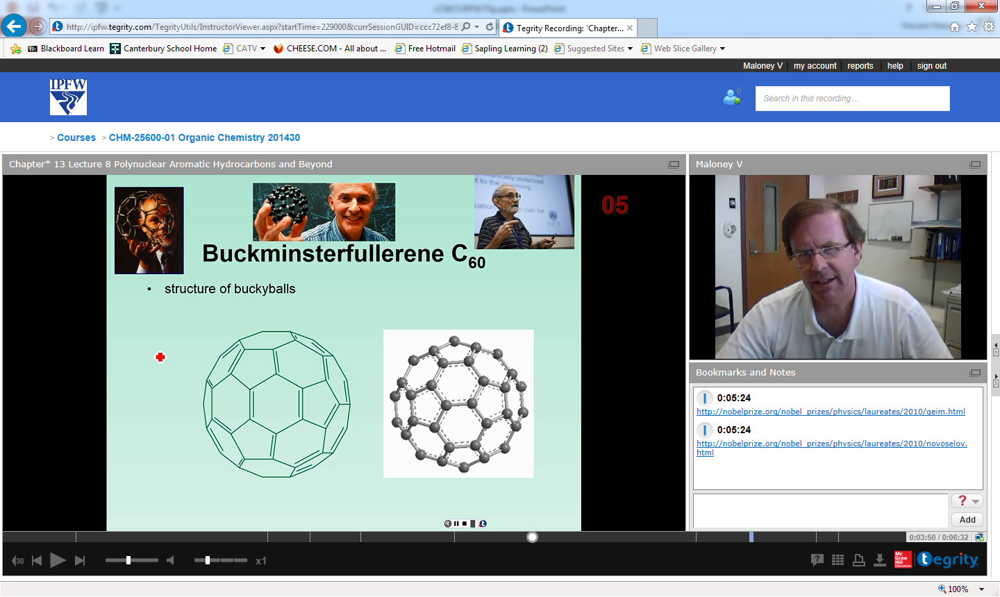 http://ipfw.tegrity.com/TegrityUtils/InstructorViewer.aspx?startTime=229000&currSessionGUID=ccc72ef8-8
Tegrity Recording: 'Chapter...
Blackboard Learn
Canterbury School Home
CATV
CHEESE.COM - All about ...
Free Hotmail
Sapling Learning (2)
Suggested Sites
Web Slice Gallery
Maloney V
my account
reports
help
sign out
IPFW
0
Search in this recording...
> Courses > CHM-25600-01 Organic Chemistry 201430
Chapter* 13 Lecture 8 Polynuclear Aromatic Hydrocarbons and Beyond
Maloney V
05
Buckminsterfullerene C60
• structure of buckyballs
Bookmarks and Notes
0:05:24
http://nobelprize.org/nobel_prizes/physics/laureates/2010/geim.html
0:05:24
http://nobelprize.org/nobel_prizes/physics/laureates/2010/novoselov.
html
?
Add
0:03:50 / 0:06:32
30
x1
Mc
Graw
Hill
Education
tegrity
100%